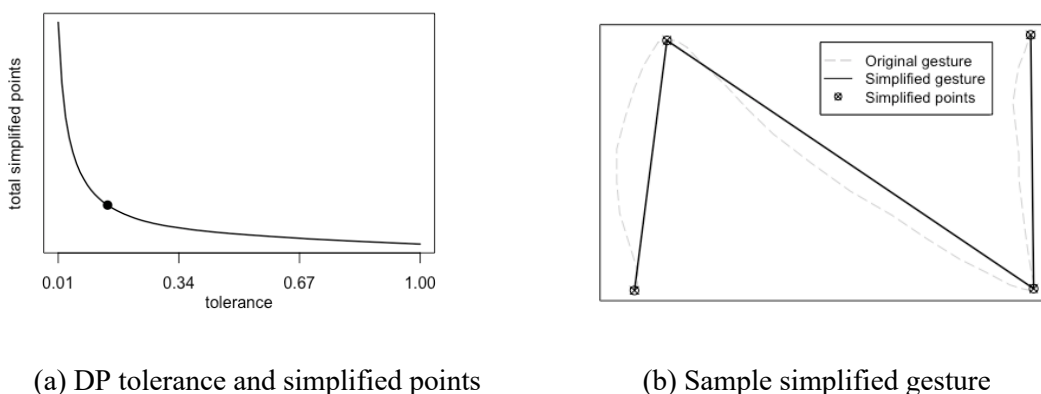 total simplified points
0.01 0.34 0.67 1.00
tolerance
Original gesture
Simplified gesture
Simplified points
(a) DP tolerance and simplified points
(b) Sample simplified gesture